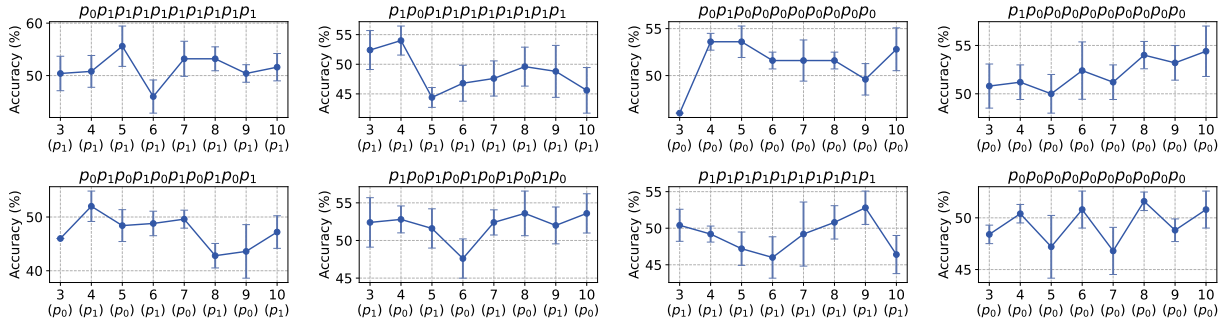 p₀p₁p₁p₁p₁p₁p₁p₁p₁p₁
Accuracy (%)
60
50
3 4 5 6 7 8 9 10
(p₁) (p₁) (p₁) (p₁) (p₁) (p₁) (p₁) (p₁)
p₁p₀p₁p₁p₁p₁p₁p₁p₁p₁
Accuracy (%)
55
50
45
3 4 5 6 7 8 9 10
(p₁) (p₁) (p₁) (p₁) (p₁) (p₁) (p₁) (p₁)
p₀p₁p₀p₀p₀p₀p₀p₀p₀p₀
Accuracy (%)
55
50
3 4 5 6 7 8 9 10
(p₀) (p₀) (p₀) (p₀) (p₀) (p₀) (p₀) (p₀)
p₁p₀p₀p₀p₀p₀p₀p₀p₀p₀
Accuracy (%)
55
50
3 4 5 6 7 8 9 10
(p₀) (p₀) (p₀) (p₀) (p₀) (p₀) (p₀) (p₀)
p₀p₁p₀p₁p₀p₁p₀p₁p₀p₁
Accuracy (%)
50
40
3 4 5 6 7 8 9 10
(p₀) (p₁) (p₀) (p₁) (p₀) (p₁) (p₀) (p₁)
p₁p₀p₁p₀p₁p₀p₁p₀p₁p₀
Accuracy (%)
55
50
45
3 4 5 6 7 8 9 10
(p₁) (p₀) (p₁) (p₀) (p₁) (p₀) (p₁) (p₀)
p₁p₁p₁p₁p₁p₁p₁p₁p₁p₁
Accuracy (%)
55
50
45
3 4 5 6 7 8 9 10
(p₁) (p₁) (p₁) (p₁) (p₁) (p₁) (p₁) (p₁)
p₀p₀p₀p₀p₀p₀p₀p₀p₀p₀
Accuracy (%)
50
45
3 4 5 6 7 8 9 10
(p₀) (p₀) (p₀) (p₀) (p₀) (p₀) (p₀) (p₀)